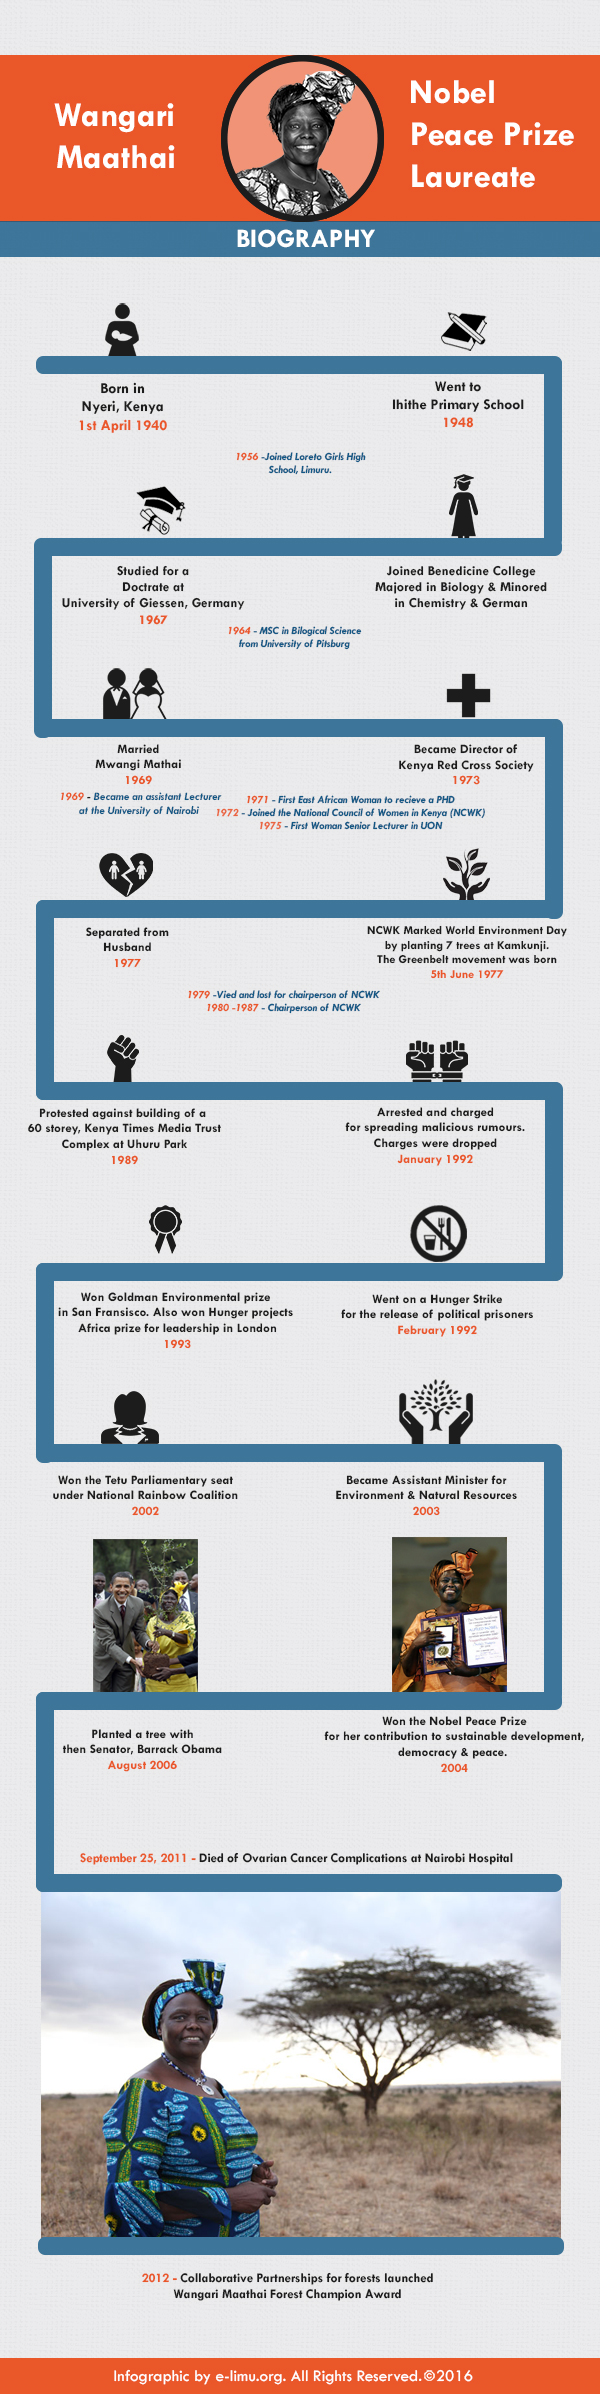 Wangari
Maathai
Nobel
Peace Prize
Laureate
BIOGRAPHY
Born in
Nyeri, Kenya
1st April 1940
Went to
Ihithe Primary School
1948
1956 -Joined Loreto Girls High
School, Limuru.
Studied for a
Doctrate at
University of Giessen, Germany
1967
Joined Benedicine College
Majored in Biology & Minored
in Chemistry & German
1964 - MSC in Bilogical Science
from University of Pitsburg
Married
Mwangi Mathai
1969
Became Director of
Kenya Red Cross Society
1973
1969 - Became an assistant Lecturer
at the University of Nairobi
1971 - First East African Woman to recieve a PHD
1972 - Joined the National Council of Women in Kenya (NCWK)
1975 - First Woman Senior Lecturer in UON
Separated from
Husband
1977
NCWK Marked World Environment Day
by planting 7 trees at Kamkunji.
The Greenbelt movement was born
5th June 1977
1979 -Vied and lost for chairperson of NCWK
1980 -1987 - Chairperson of NCWK
Protested against building of a
60 storey, Kenya Times Media Trust
Complex at Uhuru Park
1989
Arrested and charged
for spreading malicious rumours.
Charges were dropped
January 1992
Won Goldman Environmental prize
in San Fransisco. Also won Hunger projects
Africa prize for leadership in London
1993
Went on a Hunger Strike
for the release of political prisoners
February 1992
Won the Tetu Parliamentary seat
under National Rainbow Coalition
2002
Became Assistant Minister for
Environment & Natural Resources
2003
Planted a tree with
then Senator, Barrack Obama
August 2006
Won the Nobel Peace Prize
for her contribution to sustainable development,
democracy & peace.
2004
September 25, 2011 - Died of Ovarian Cancer Complications at Nairobi Hospital
2012 - Collaborative Partnerships for forests launched
Wangari Maathai Forest Champion Award
Infographic by e-limu.org. All Rights Reserved.©2016